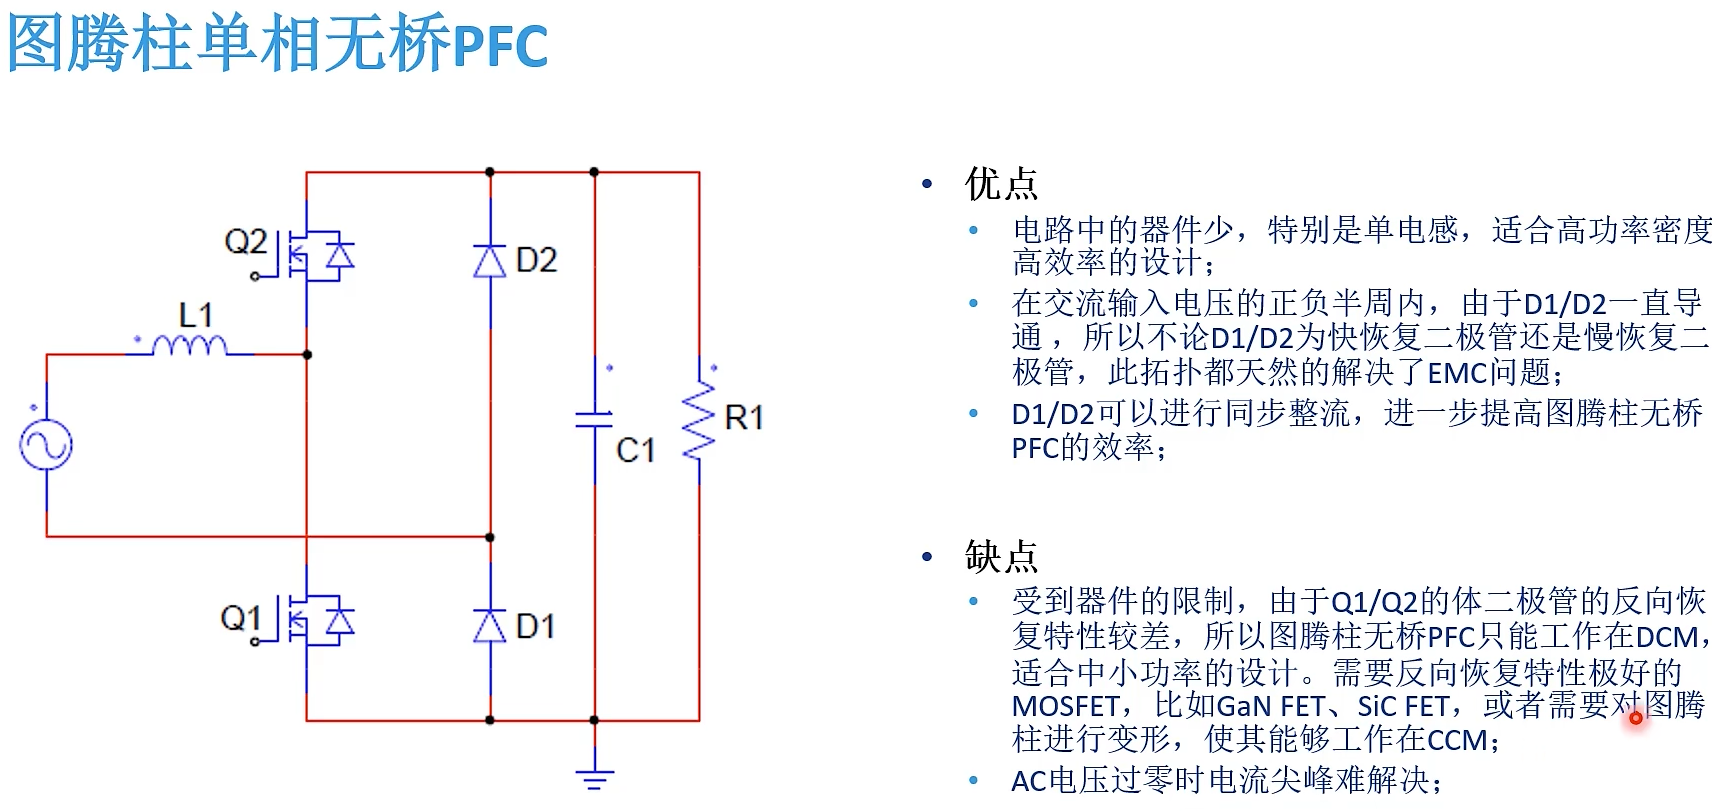 图腾柱单相无桥PFC
Q2
D2
L1
R1
C1
Q1
D1
• 优点
• 电路中的器件少，特别是单电感，适合高功率密度
高效率的设计；
• 在交流输入电压的正负半周内，由于D1/D2一直导
通 ，所以不论D1/D2为快恢复二极管还是慢恢复二
极管，此拓扑都天然的解决了EMC问题；
• D1/D2可以进行同步整流，进一步提高图腾柱无桥
PFC的效率；
• 缺点
• 受到器件的限制，由于Q1/Q2的体二极管的反向恢
复特性较差，所以图腾柱无桥PFC只能工作在DCM，
适合中小功率的设计。需要反向恢复特性极好的
MOSFET，比如GaN FET、SiC FET，或者需要对图腾
柱进行变形，使其能够工作在CCM；
• AC电压过零时电流尖峰难解决；